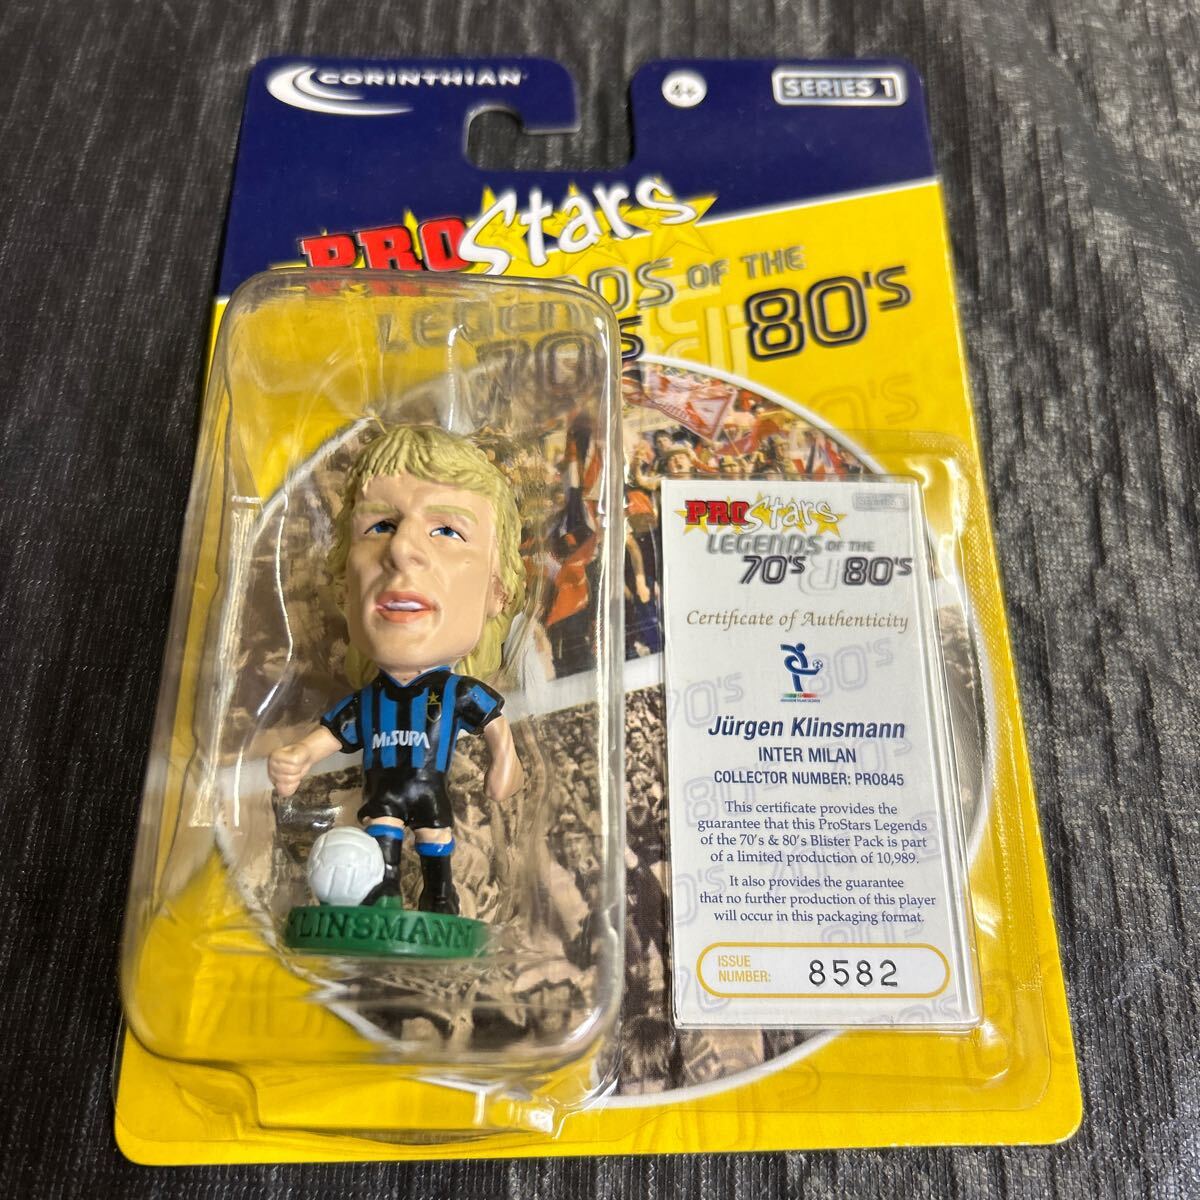 CORINTHIAN
4+
SERIES 1
PROStars
LEGENDS OF THE
70'S 80'S
MiSURA
KLINSMANN
PROStars
SERIES 1
LEGENDS OF THE
70's 80's
Certificate of Authenticity
Jürgen Klinsmann
INTER MILAN
COLLECTOR NUMBER: PRO845
This certificate provides the
guarantee that this ProStars Legends
of the 70's & 80's Blister Pack is part
of a limited production of 10,989.
It also provides the guarantee
that no further production of this player
will occur in this packaging format.
ISSUE
NUMBER: 8582